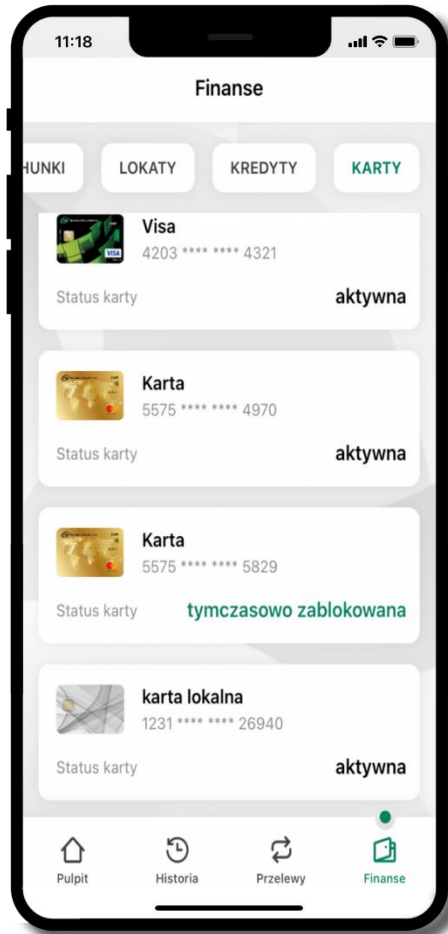 11:18
Finanse
HUNKI LOKATY KREDYTY KARTY
Visa
4203 **** **** 4321
VISA
Status karty aktywna
Karta
5575 **** **** 4970
Status karty aktywna
Karta
5575 **** **** 5829
Status karty tymczasowo zablokowana
karta lokalna
1231 **** **** 26940
Status karty aktywna
Pulpit Historia Przelewy Finanse